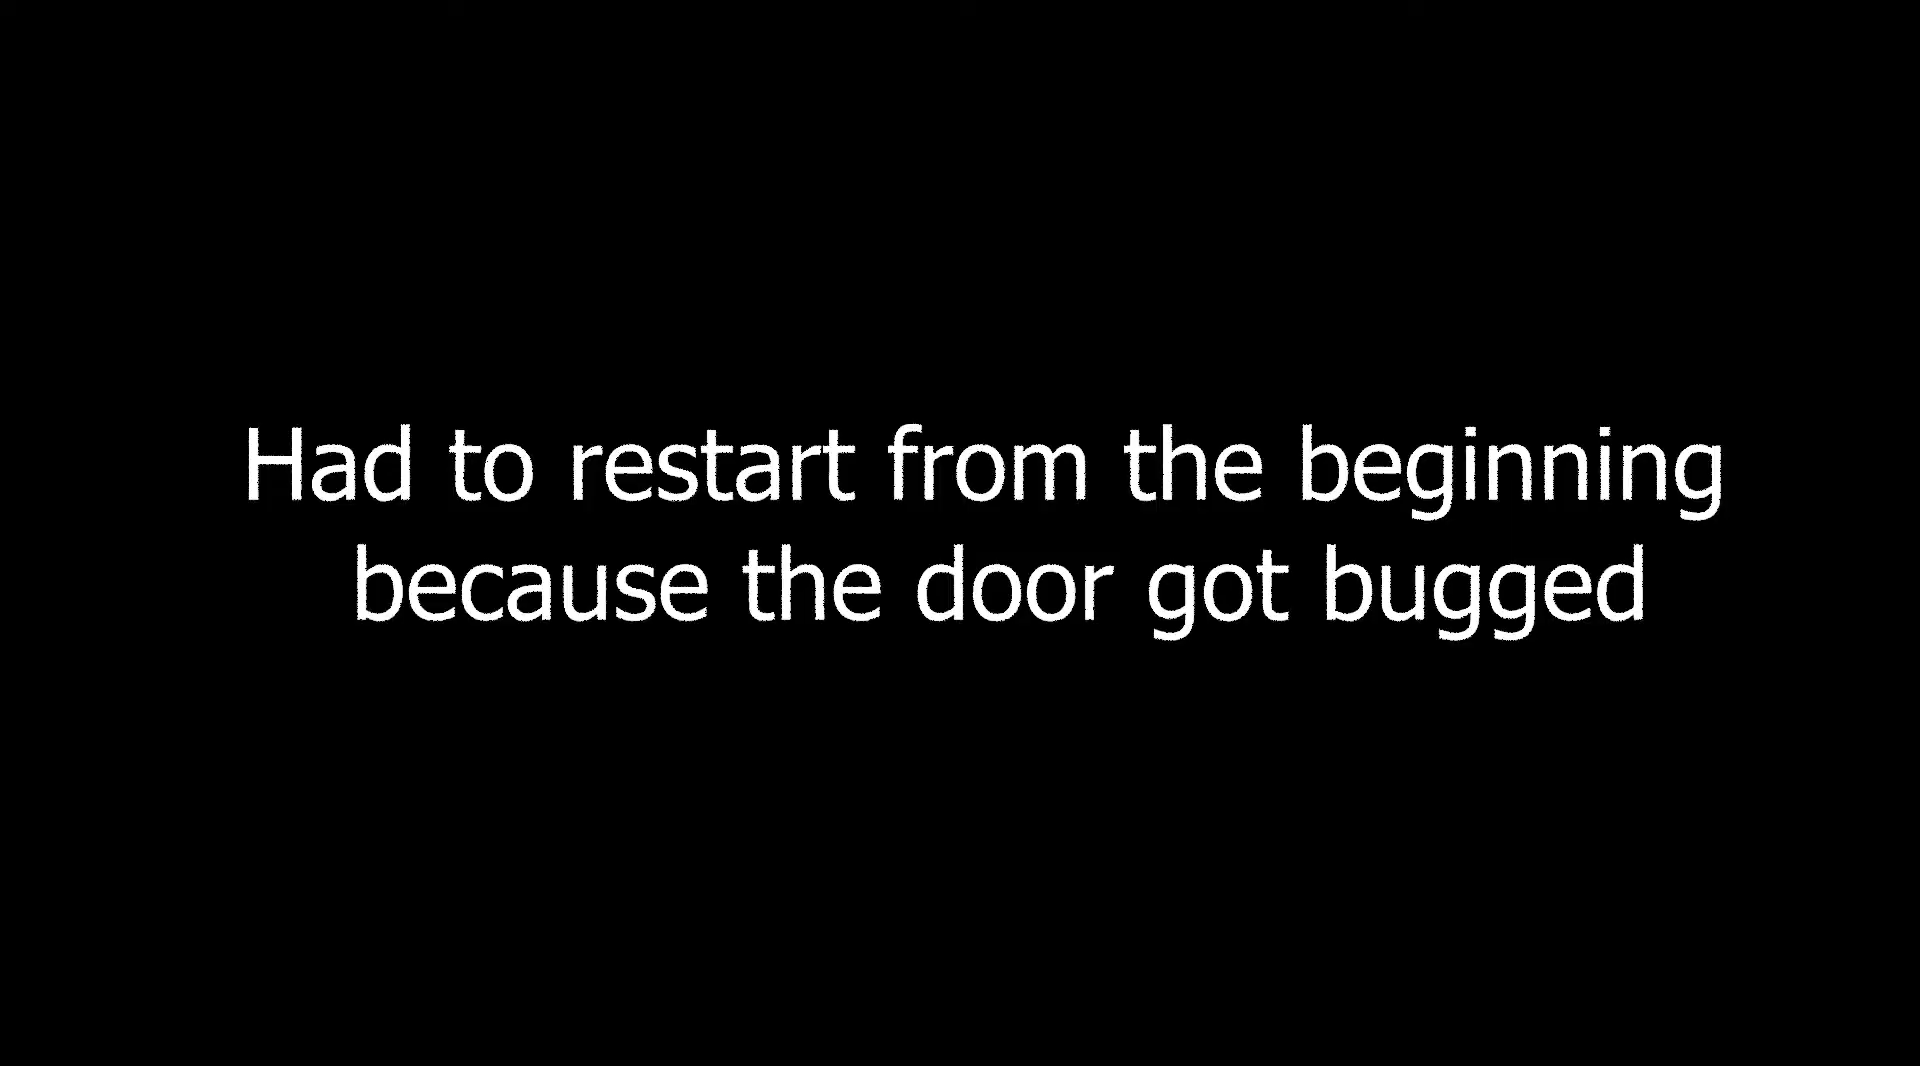 Had to restart from the beginning
because the door got bugged